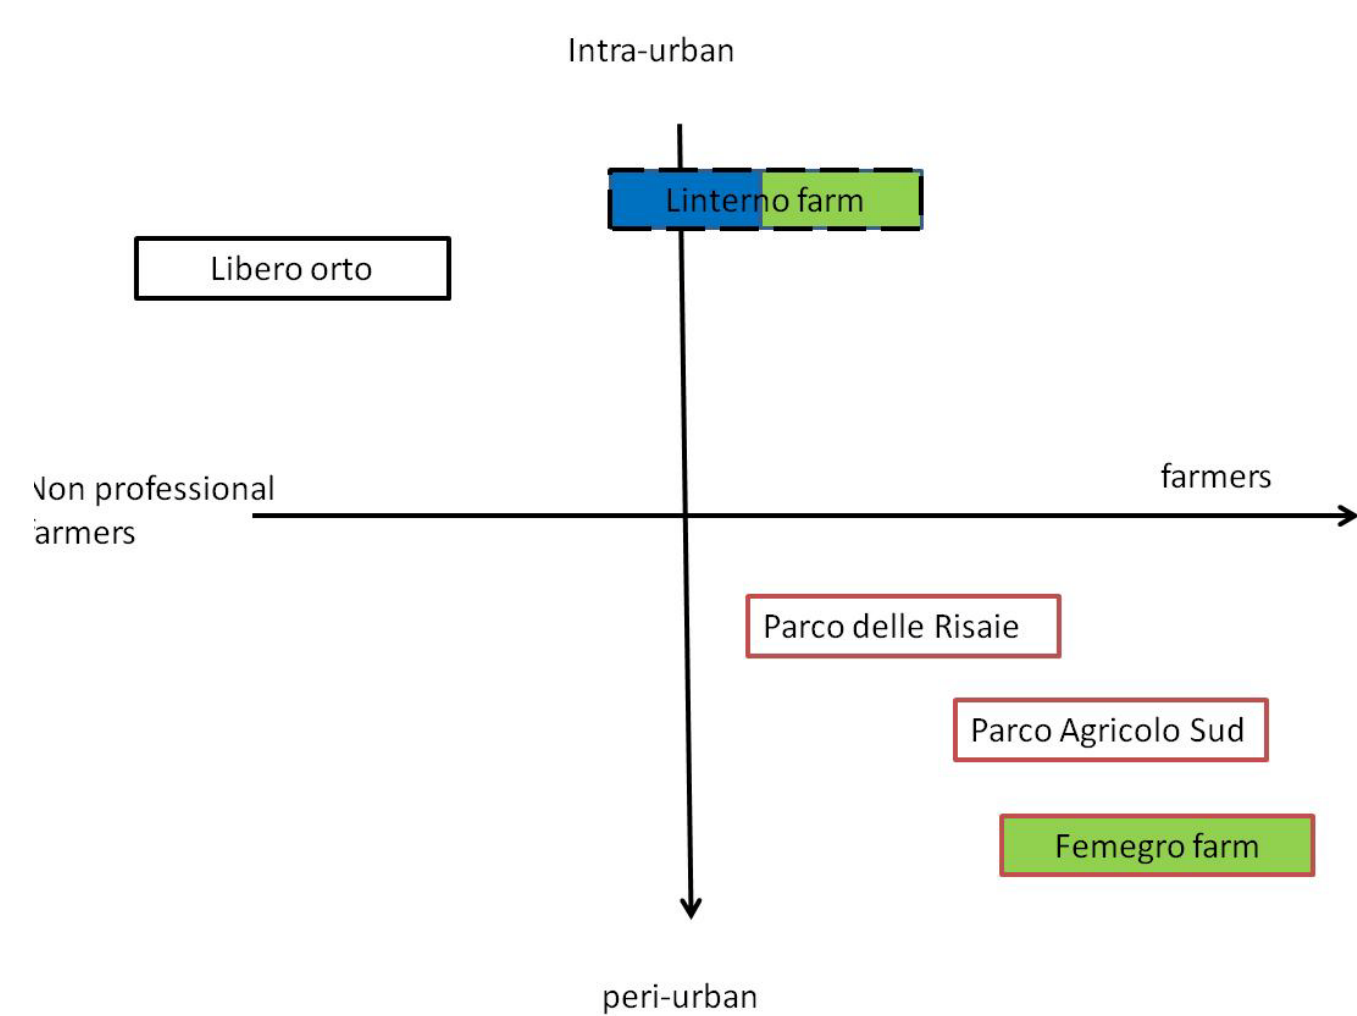 Intra-urban
Linterno farm
Libero orto
Non professional
farmers
farmers
Parco delle Risaie
Parco Agricolo Sud
Femegro farm
peri-urban